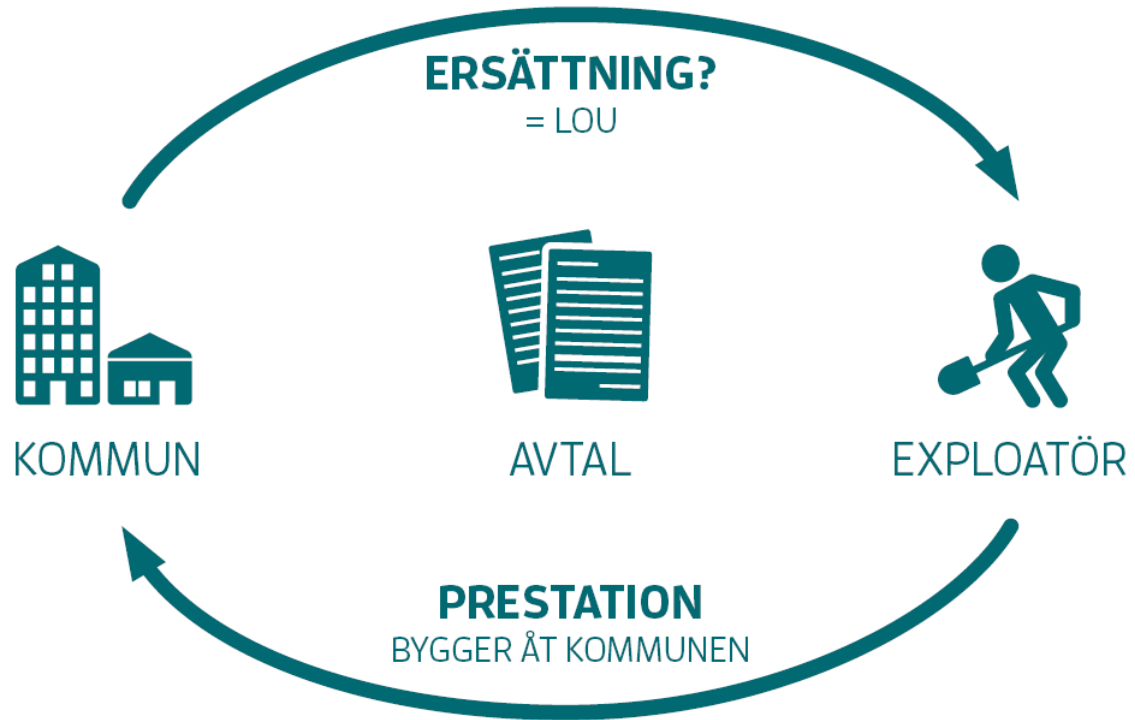 ERSÄTTNING?
= LOU
KOMMUN
AVTAL
EXPLOATÖR
PRESTATION
BYGGER ÅT KOMMUNEN